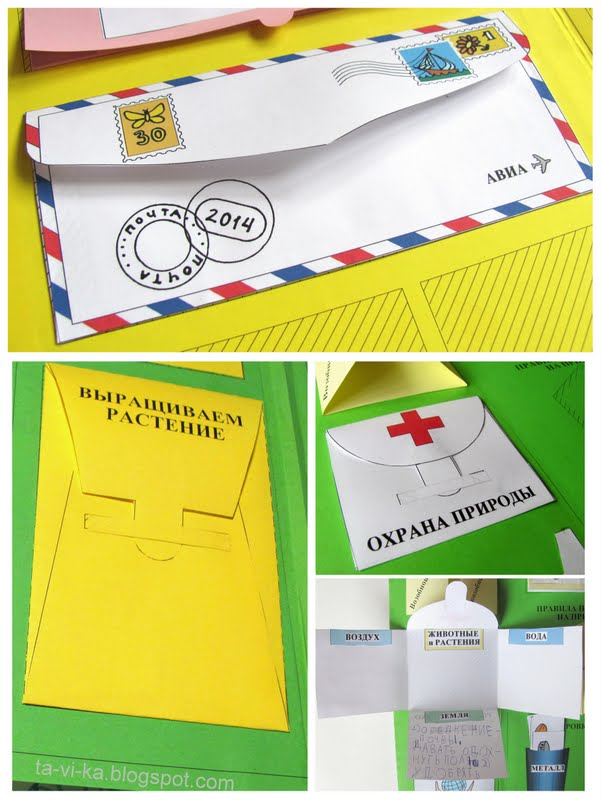 30
1
ПОЧТА
ПОЧТА
2014
АВИА
ВЫРАЩИВАЕМ
РАСТЕНИЕ
ОХРАНА ПРИРОДЫ
ВОЗДУХ
ЖИВОТНЫЕ
и РАСТЕНИЯ
ВОДА
ЗЕМЛЯ
МЕТАЛЛ
ta-vi-ka.blogspot.com